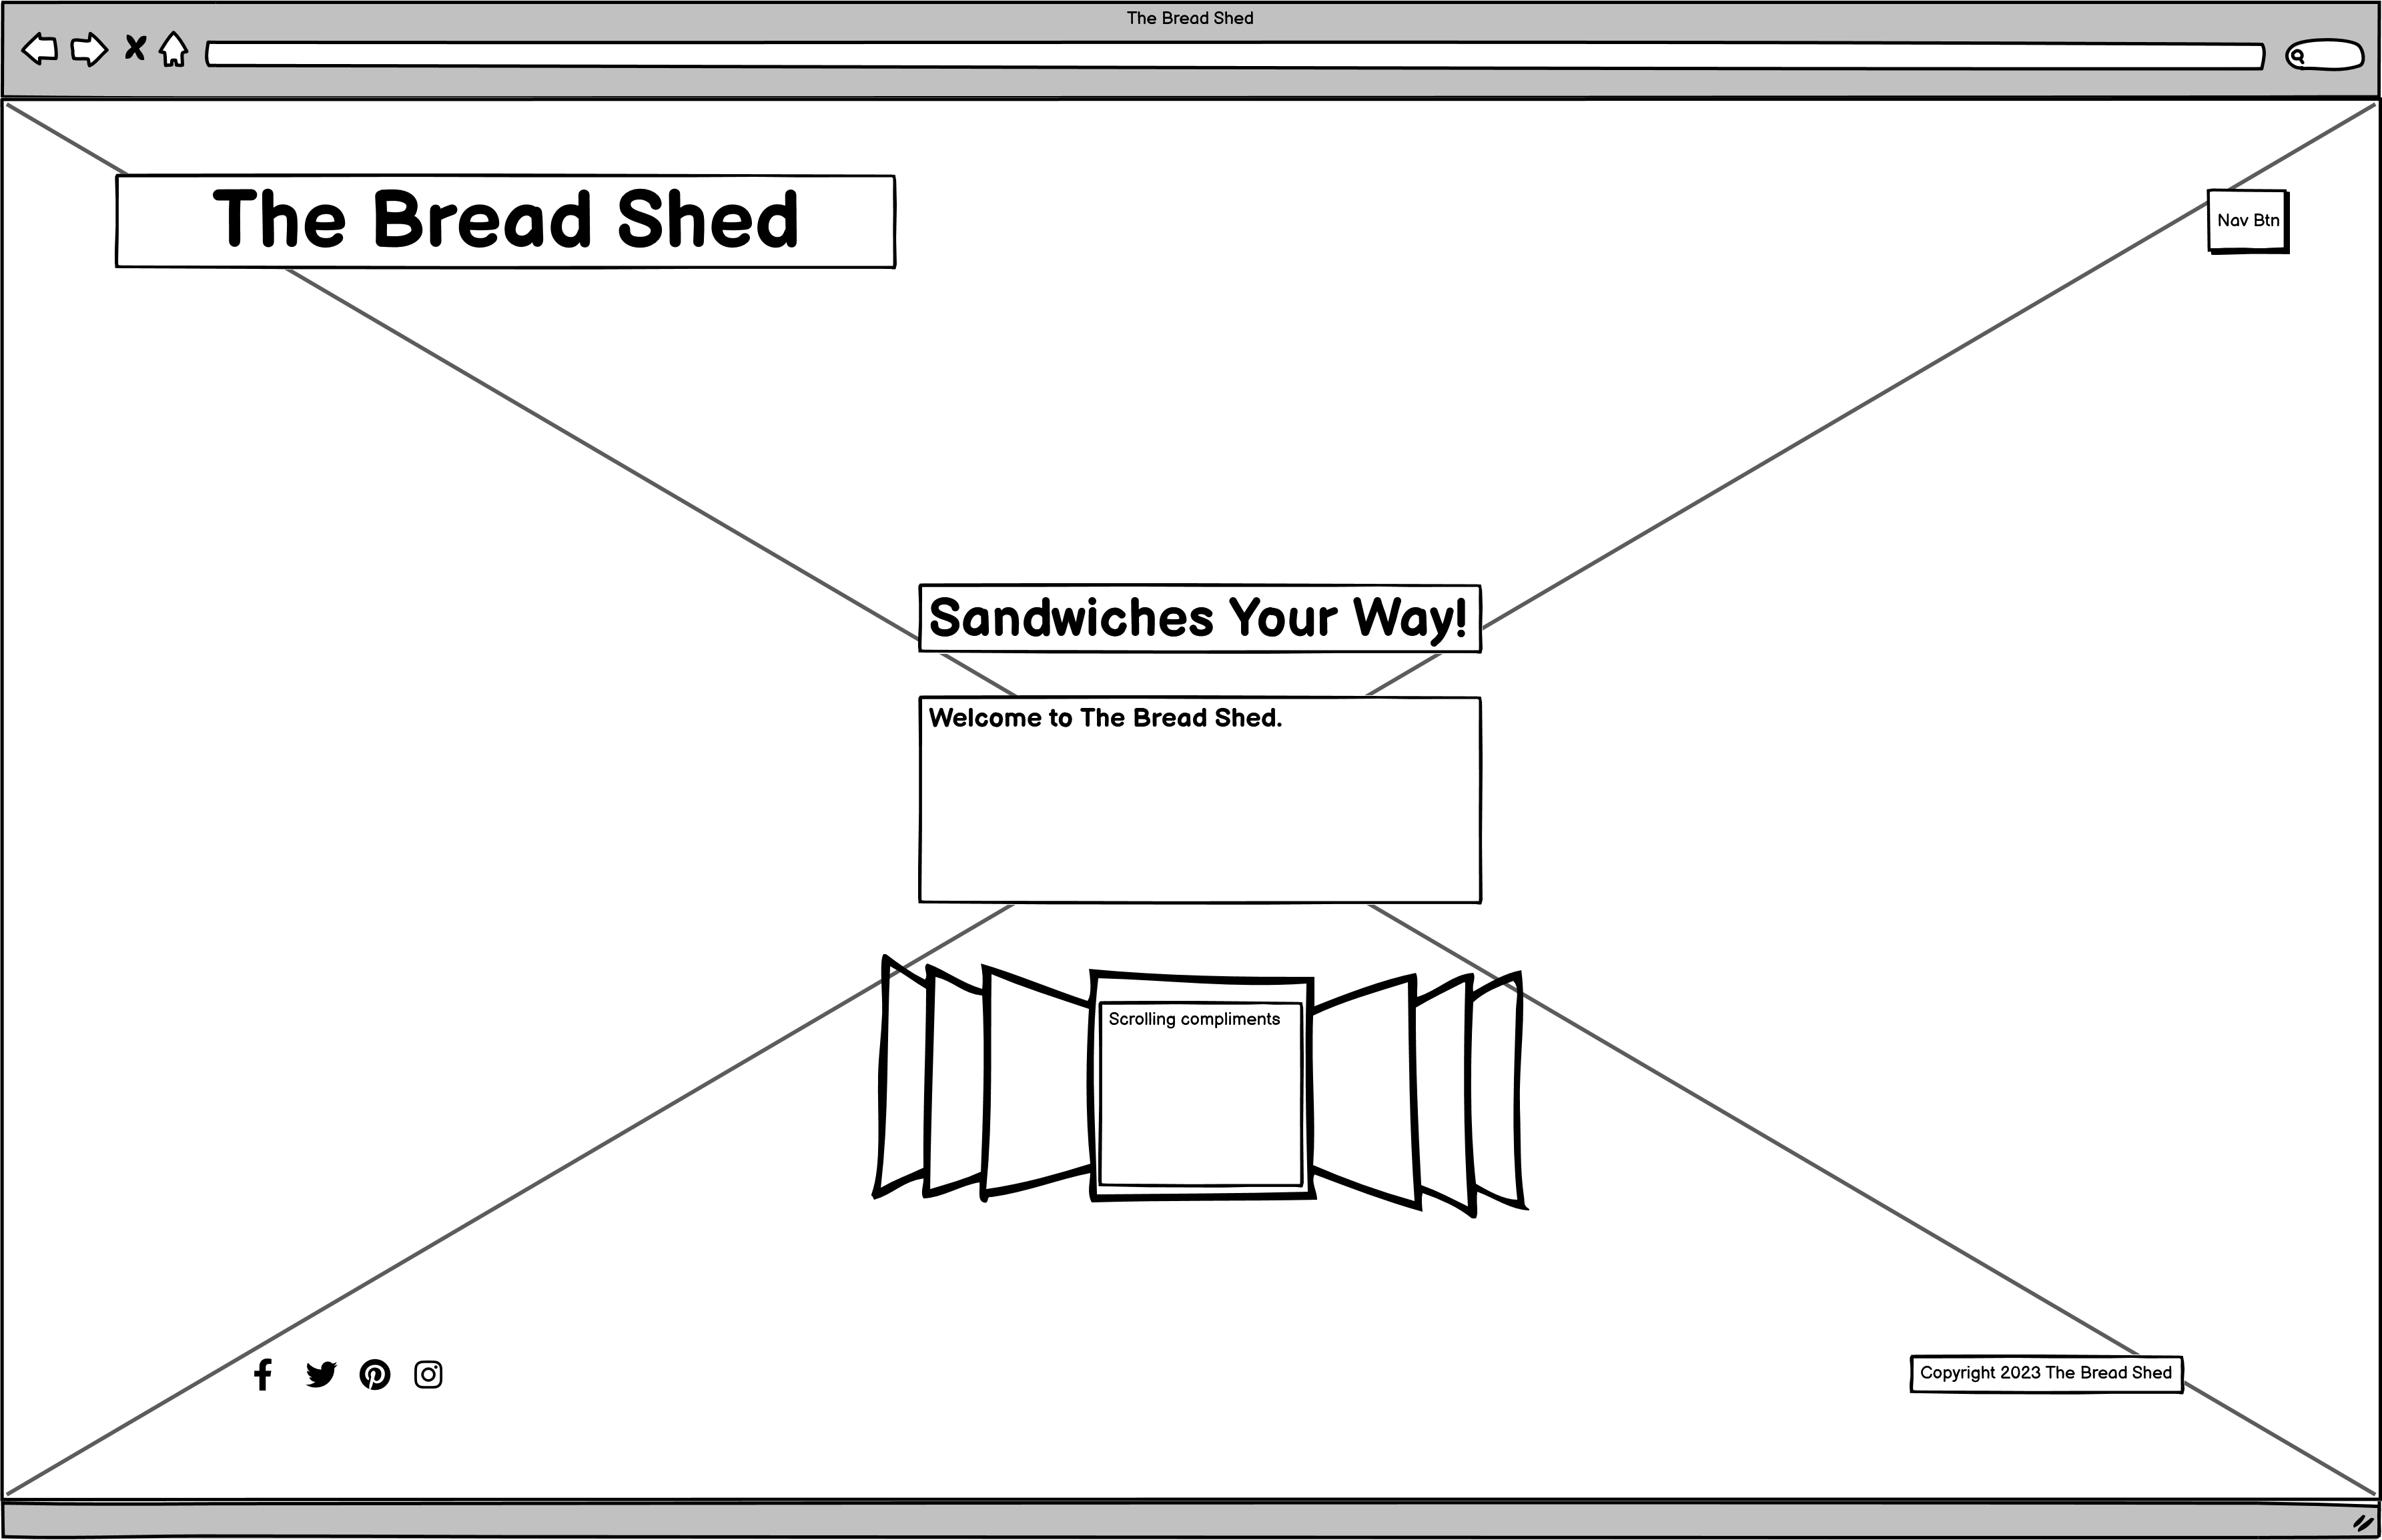 The Bread Shed
The Bread Shed
Nav Btn
Sandwiches Your Way!
Welcome to The Bread Shed.
Scrolling compliments
Copyright 2023 The Bread Shed